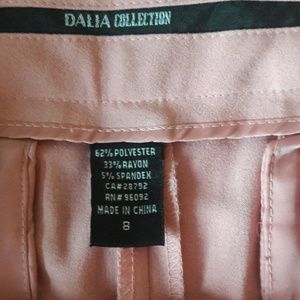 DALIA COLLECTION
62% POLYESTER
33% RAYON
5% SPANDEX
CA#28792
RN#96092
MADE IN CHINA
8